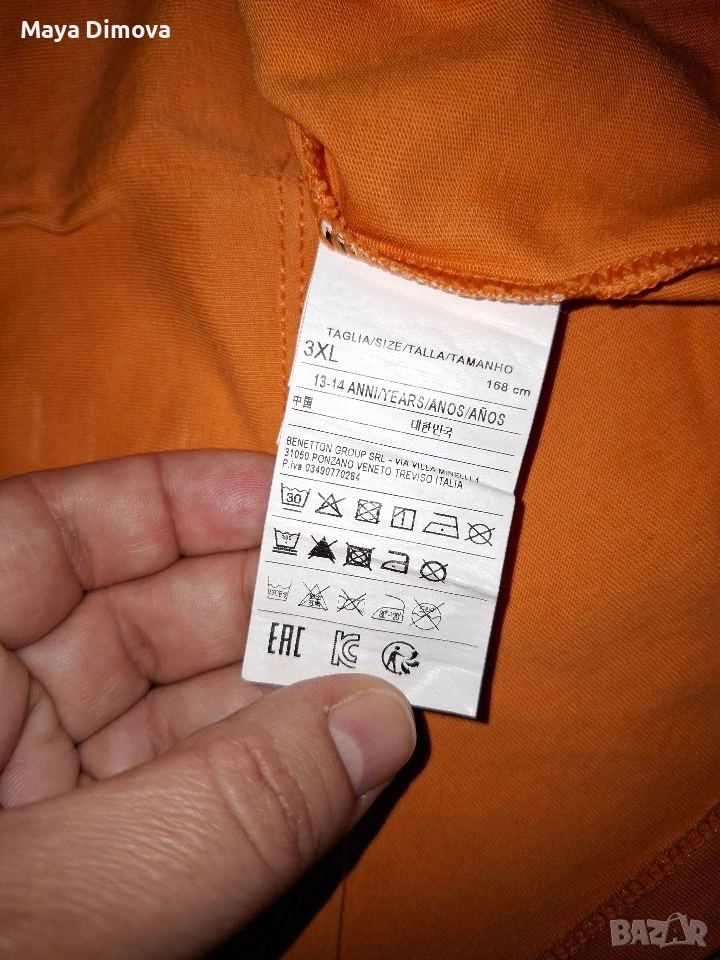 Maya Dimova
TAGLIA/SIZE/TALLA/TAMANHO
3XL
168 cm
13-14 ANNI/YEARS/ANOS/AÑOS
中国
대한민국
BENETTON GROUP SRL - VIA VILLA MINELLI 1
31050 PONZANO VENETO TREVISO ITALIA
P.iva 03490770264
30
EAC
KC
BAZAR